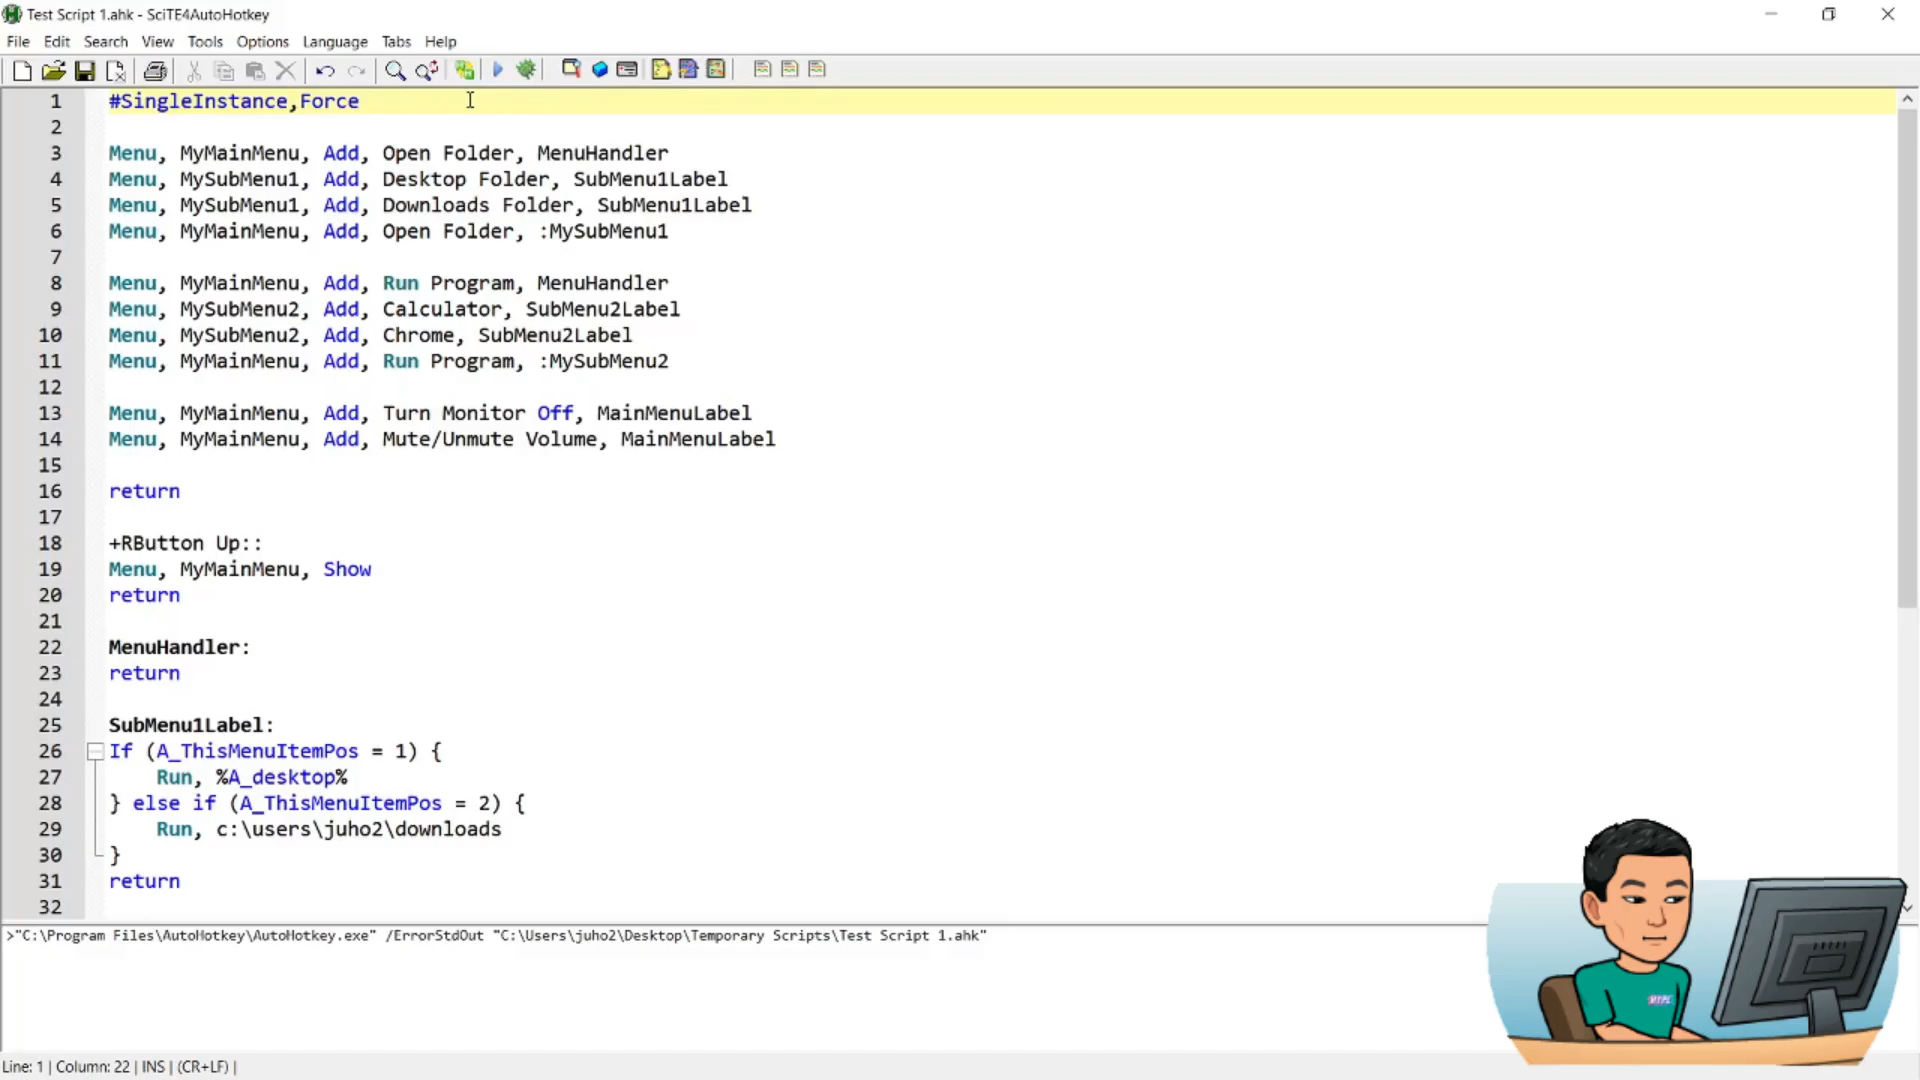 Test Script 1.ahk - SciTE4AutoHotkey
File Edit Search View Tools Options Language Tabs Help
1 #SingleInstance,Force
2
3 Menu, MyMainMenu, Add, Open Folder, MenuHandler
4 Menu, MySubMenu1, Add, Desktop Folder, SubMenu1Label
5 Menu, MySubMenu1, Add, Downloads Folder, SubMenu1Label
6 Menu, MyMainMenu, Add, Open Folder, :MySubMenu1
7
8 Menu, MyMainMenu, Add, Run Program, MenuHandler
9 Menu, MySubMenu2, Add, Calculator, SubMenu2Label
10 Menu, MySubMenu2, Add, Chrome, SubMenu2Label
11 Menu, MyMainMenu, Add, Run Program, :MySubMenu2
12
13 Menu, MyMainMenu, Add, Turn Monitor Off, MainMenuLabel
14 Menu, MyMainMenu, Add, Mute/Unmute Volume, MainMenuLabel
15
16 return
17
18 +RButton Up::
19 Menu, MyMainMenu, Show
20 return
21
22 MenuHandler:
23 return
24
25 SubMenu1Label:
26 If (A_ThisMenuItemPos = 1) {
27 Run, %A_desktop%
28 } else if (A_ThisMenuItemPos = 2) {
29 Run, c:\users\juho2\downloads
30 }
31 return
32
>"C:\Program Files\AutoHotkey\AutoHotkey.exe" /ErrorStdOut "C:\Users\juho2\Desktop\Temporary Scripts\Test Script 1.ahk"
Line: 1 | Column: 22 | INS | (CR+LF) |